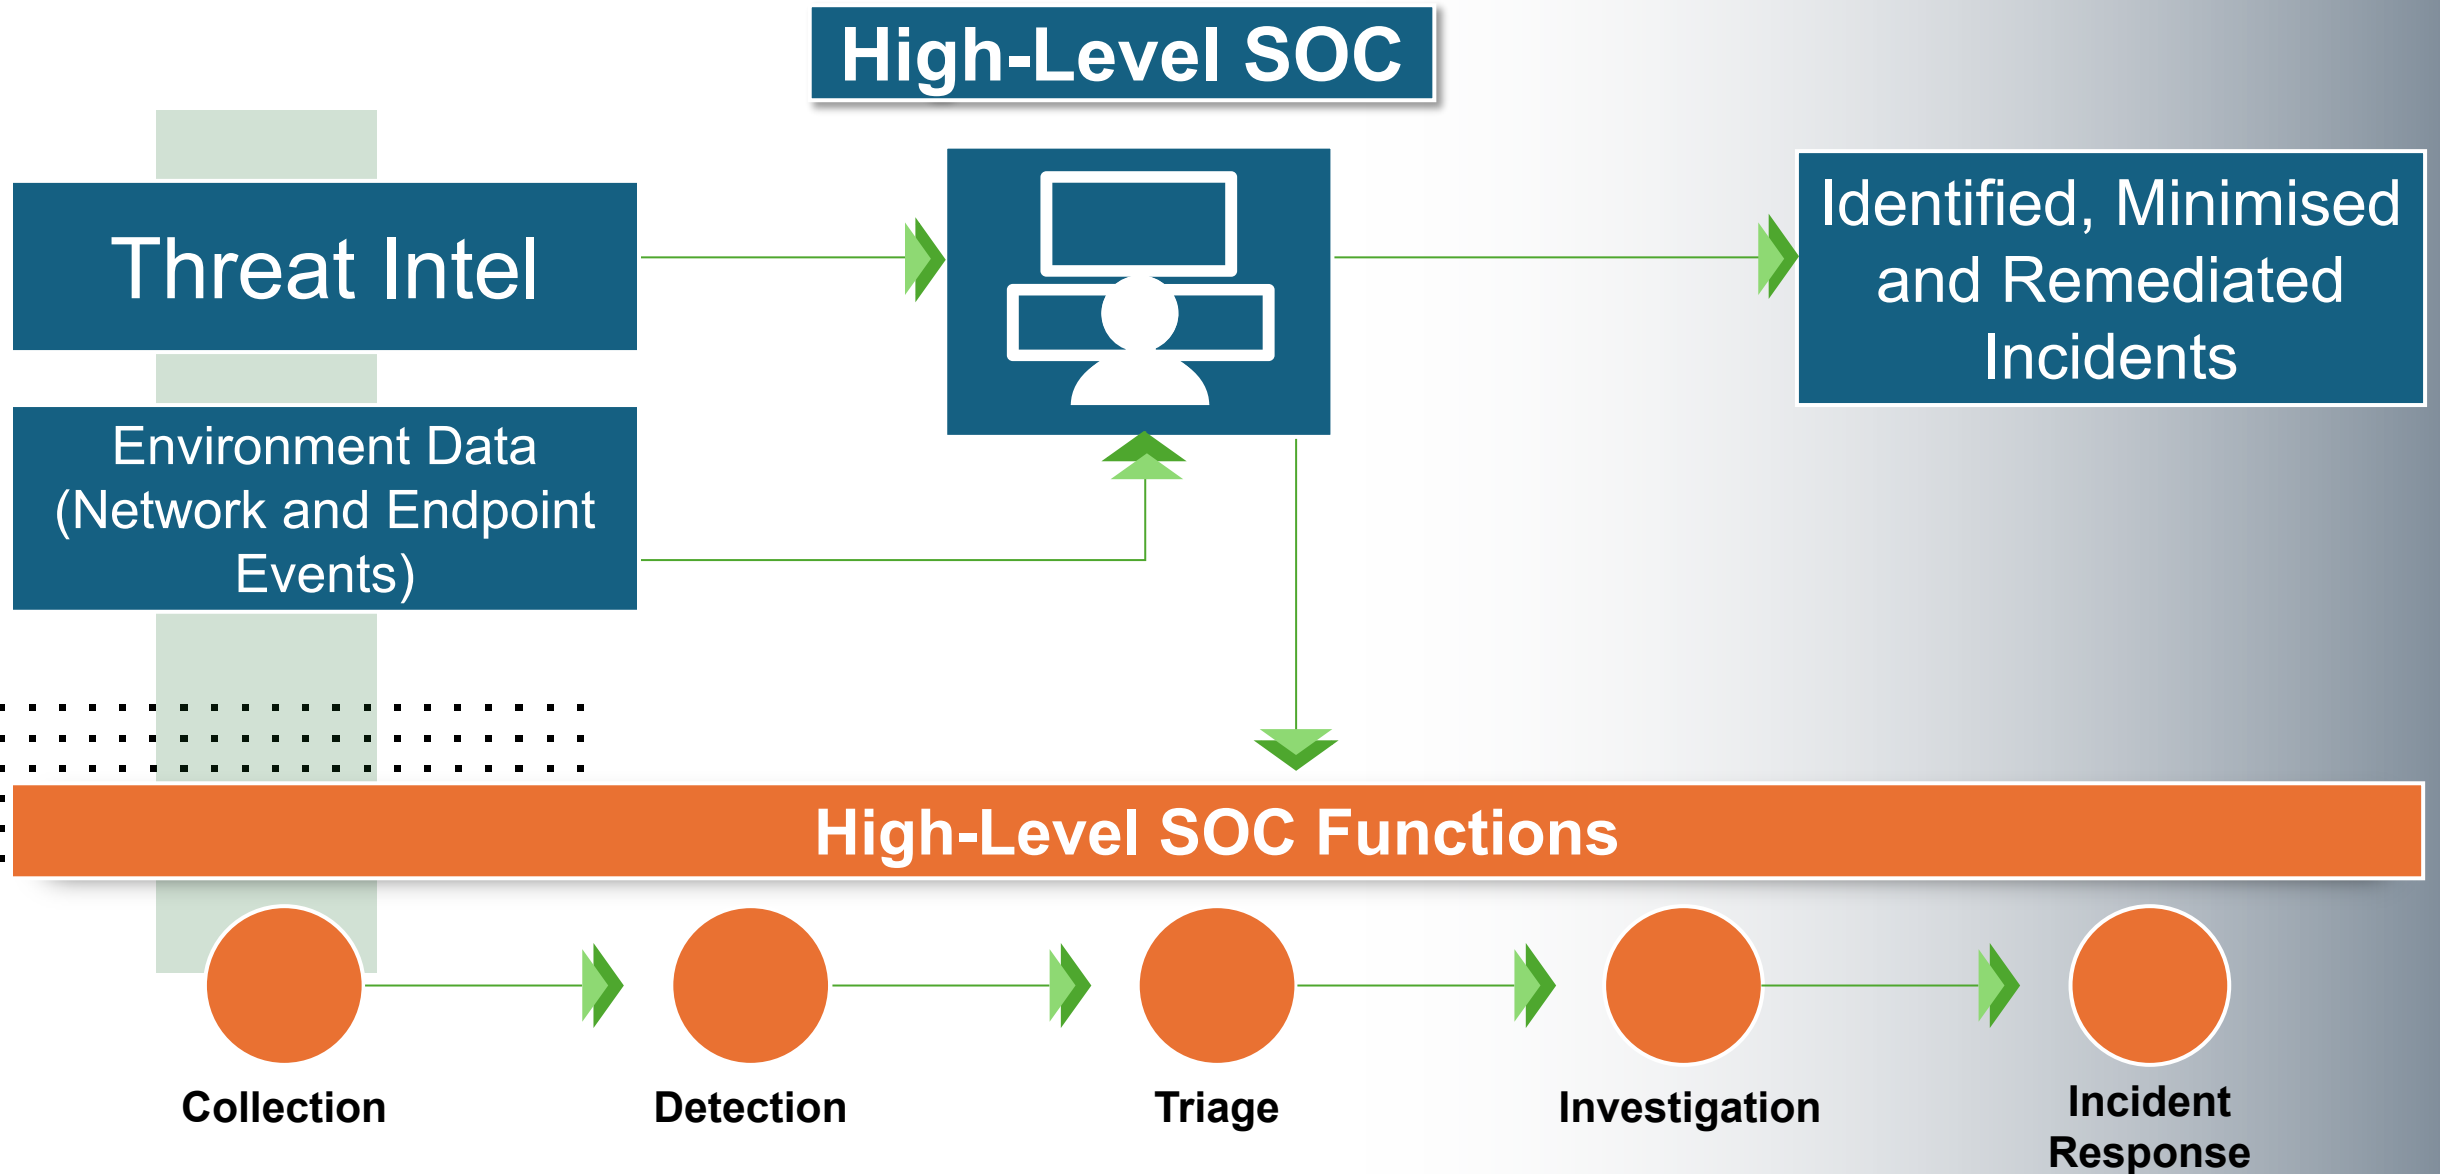 High-Level SOC
Threat Intel
Identified, Minimised
and Remediated
Incidents
Environment Data
(Network and Endpoint
Events)
High-Level SOC Functions
Collection
Detection
Triage
Investigation
Incident
Response